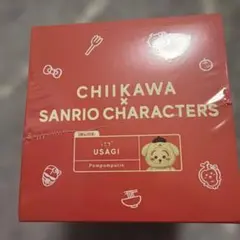 CHIIKAWA
×
SANRIO CHARACTERS
USAGI
Pompompurin